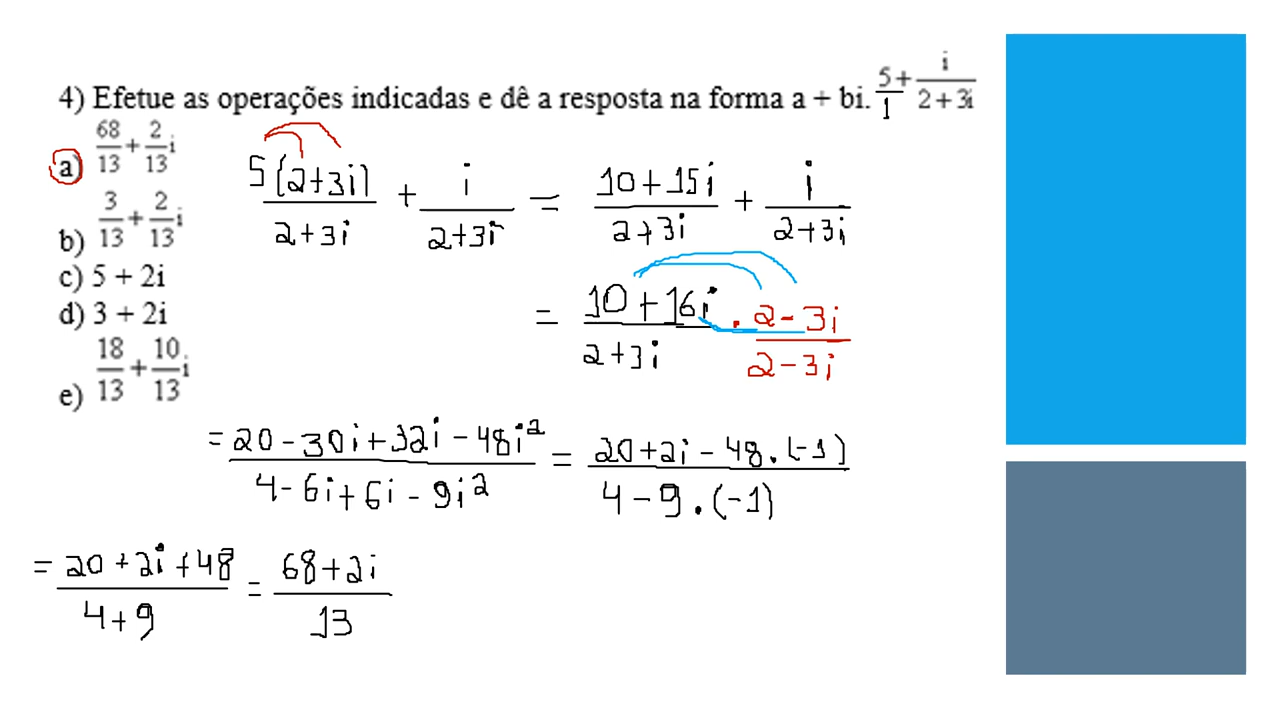 4) Efetue as operações indicadas e dê a resposta na forma a + bi. 5/1 + i/(2 + 3i)
a) 68/13 + 2/13 i
b) 3/13 + 2/13 i
c) 5 + 2i
d) 3 + 2i
e) 18/13 + 10/13 i
5(2+3i)/(2+3i) + i/(2+3i) = (10+15i)/(2+3i) + i/(2+3i)
= (10+16i)/(2+3i) . (2-3i)/(2-3i)
= (20-30i+32i-48i²)/(4-6i+6i-9i²) = (20+2i-48.(-1))/(4-9.(-1))
= (20+2i+48)/(4+9) = (68+2i)/13